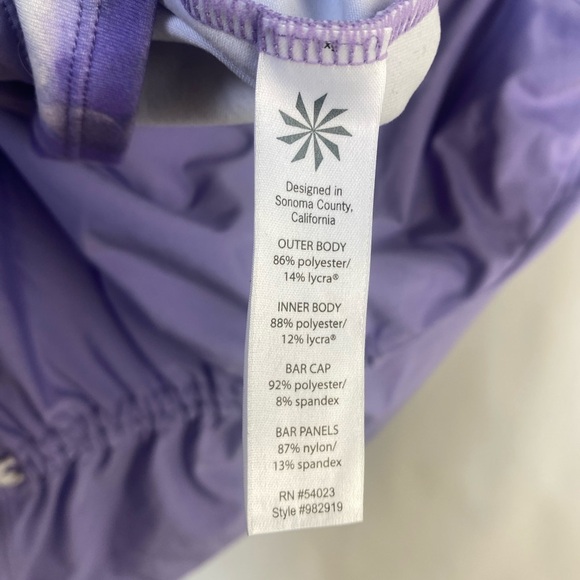 Designed in
Sonoma County,
California
OUTER BODY
86% polyester/
14% lycra®
INNER BODY
88% polyester/
12% lycra®
BAR CAP
92% polyester/
8% spandex
BAR PANELS
87% nylon/
13% spandex
RN #54023
Style #982919